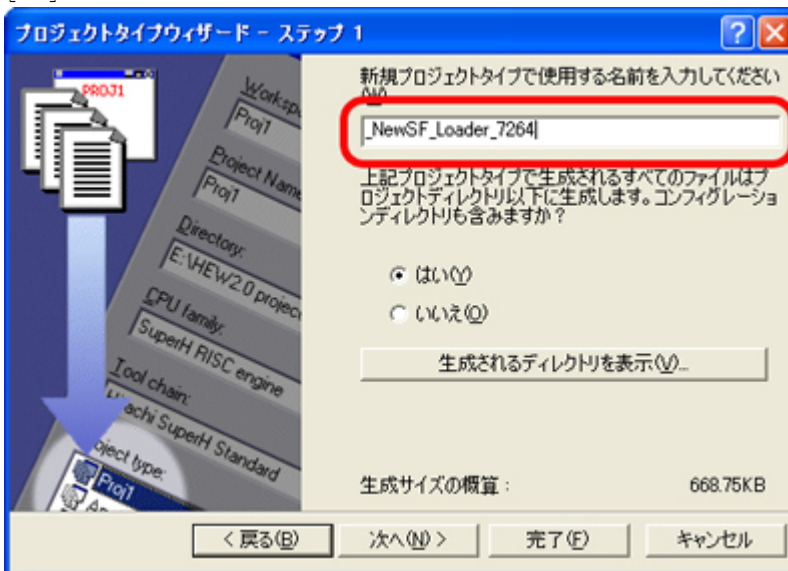 プロジェクトタイプウィザード - ステップ 1
PROJ1
Workspa
Proj1
Project Name
Proj1
Directory:
E:\HEW2.0 project
CPU family:
SuperH RISC engine
Tool chain:
Hitachi SuperH Standard
Project type:
Proj1
新規プロジェクトタイプで使用する名前を入力してください
_NewSF_Loader_7264
上記プロジェクトタイプで生成されるすべてのファイルはプ
ロジェクトディレクトリ以下に生成します。コンフィグレーショ
ンディレクトリも含みますか?
はい(Y)
いいえ(O)
生成されるディレクトリを表示(V)...
生成サイズの概算 :
668.75KB
< 戻る(B)
次へ(N) >
完了(F)
キャンセル